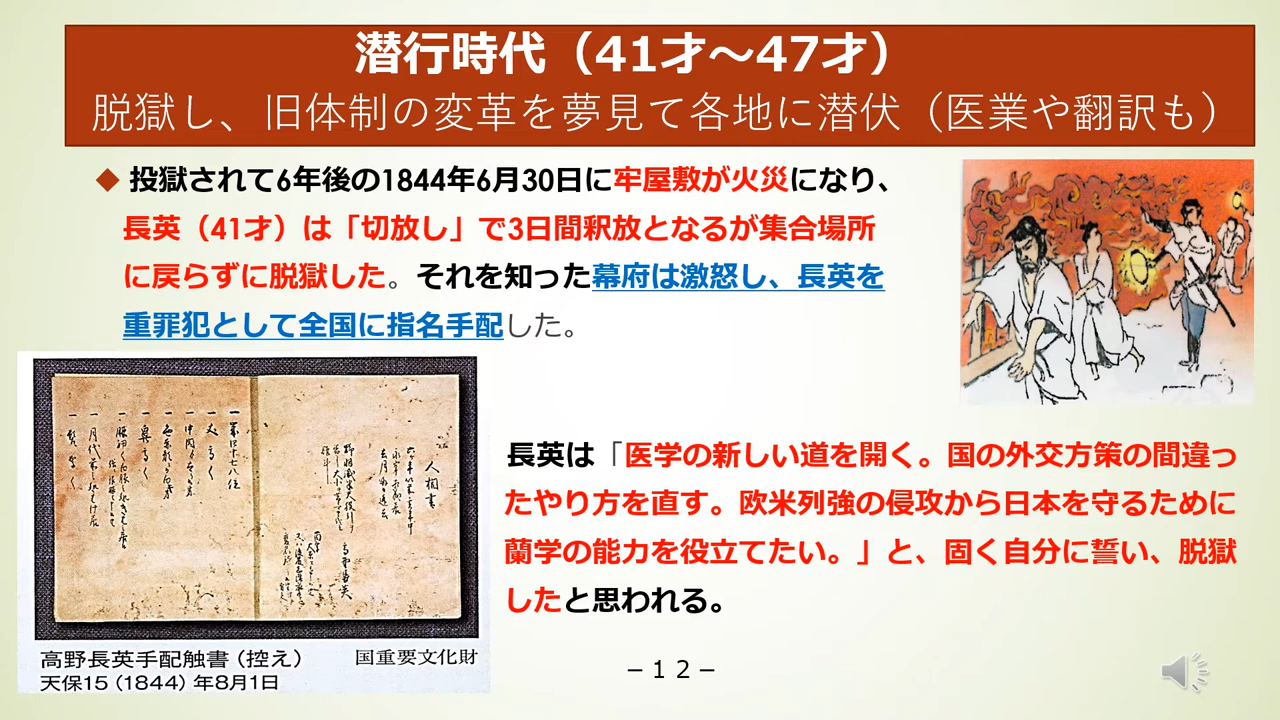 潜行時代（41才～47才）
脱獄し、旧体制の変革を夢見て各地に潜伏（医業や翻訳も）
◆ 投獄されて6年後の1844年6月30日に牢屋敷が火災になり、
長英（41才）は「切放し」で3日間釈放となるが集合場所
に戻らずに脱獄した。それを知った幕府は激怒し、長英を
重罪犯として全国に指名手配した。
長英は「医学の新しい道を開く。国の外交方策の間違っ
たやり方を直す。欧米列強の侵攻から日本を守るために
蘭学の能力を役立てたい。」と、固く自分に誓い、脱獄
したと思われる。
人相書
高野長英手配触書（控え）
国重要文化財
天保15（1844）年8月1日
－１２－